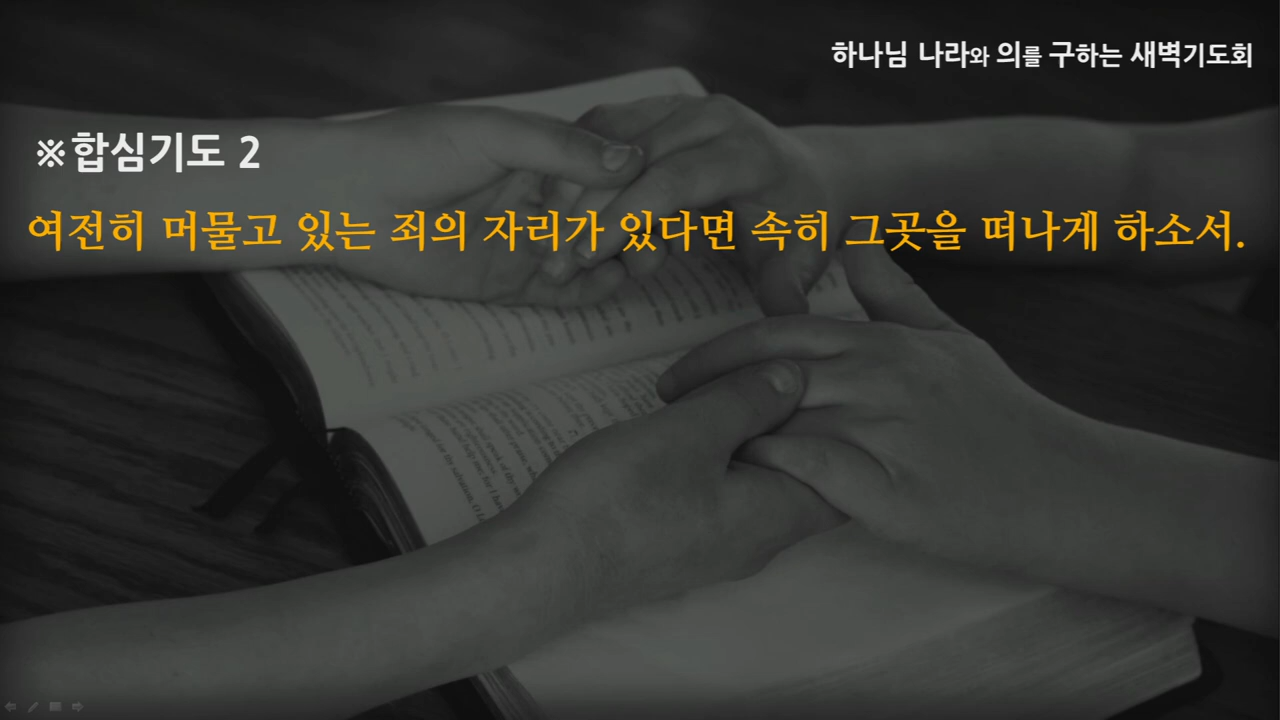 하나님 나라와 의를 구하는 새벽기도회
※합심기도 2
여전히 머물고 있는 죄의 자리가 있다면 속히 그곳을 떠나게 하소서.